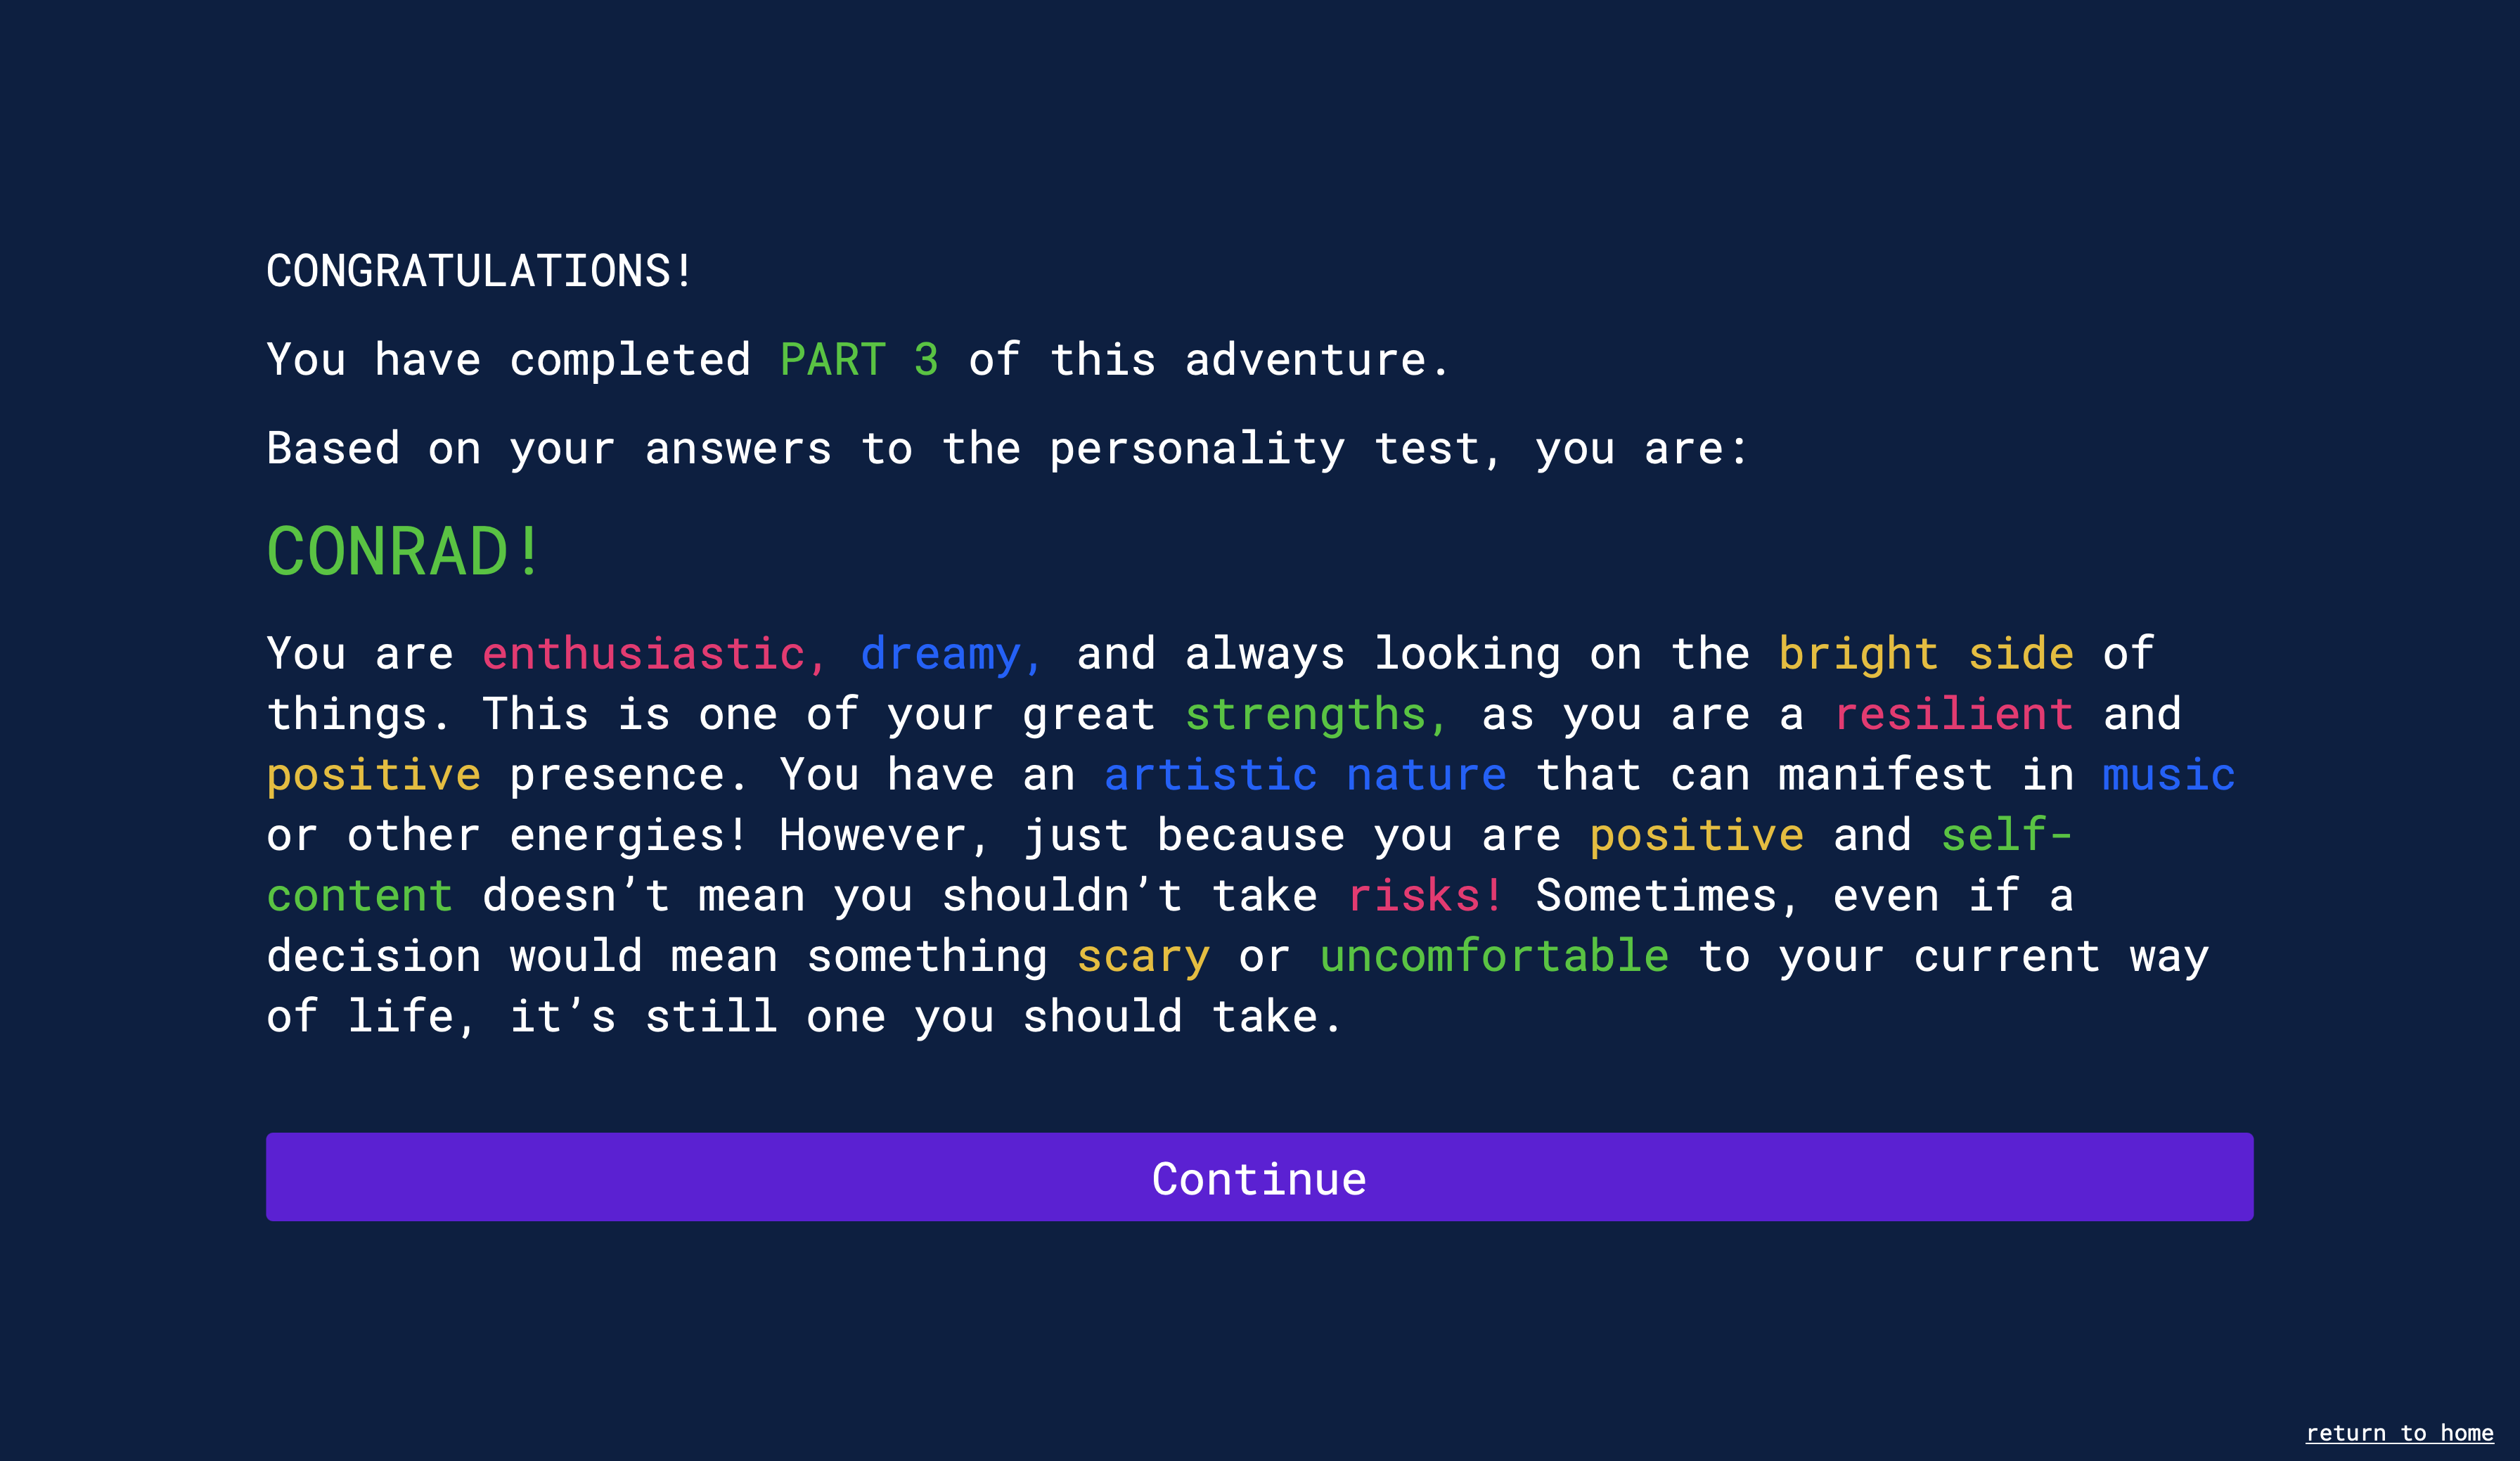 CONGRATULATIONS!
You have completed PART 3 of this adventure.
Based on your answers to the personality test, you are:
CONRAD!
You are enthusiastic, dreamy, and always looking on the bright side of
things. This is one of your great strengths, as you are a resilient and
positive presence. You have an artistic nature that can manifest in music
or other energies! However, just because you are positive and self-
content doesn’t mean you shouldn’t take risks! Sometimes, even if a
decision would mean something scary or uncomfortable to your current way
of life, it’s still one you should take.
Continue
return to home